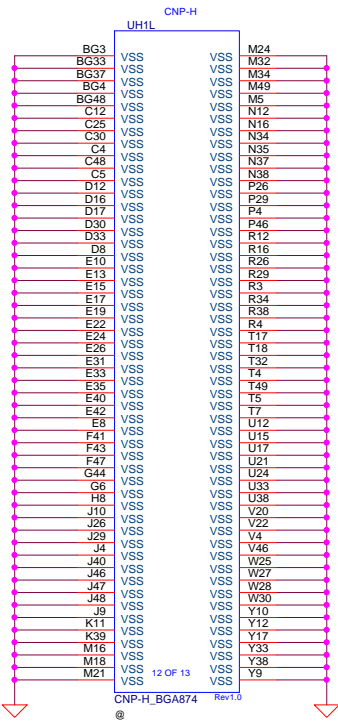 CNP-H
UH1L
BG3 VSS VSS M24
BG33 VSS VSS M32
BG37 VSS VSS M34
BG4 VSS VSS M49
BG48 VSS VSS M5
C12 VSS VSS N12
C25 VSS VSS N16
C30 VSS VSS N34
C4 VSS VSS N35
C48 VSS VSS N37
C5 VSS VSS N38
D12 VSS VSS P26
D16 VSS VSS P29
D17 VSS VSS P4
D30 VSS VSS P46
D33 VSS VSS R12
D8 VSS VSS R16
E10 VSS VSS R26
E13 VSS VSS R29
E15 VSS VSS R3
E17 VSS VSS R34
E19 VSS VSS R38
E22 VSS VSS R4
E24 VSS VSS T17
E26 VSS VSS T18
E31 VSS VSS T32
E33 VSS VSS T4
E35 VSS VSS T49
E40 VSS VSS T5
E42 VSS VSS T7
E8 VSS VSS U12
F41 VSS VSS U15
F43 VSS VSS U17
F47 VSS VSS U21
G44 VSS VSS U24
G6 VSS VSS U33
H8 VSS VSS U38
J10 VSS VSS V20
J26 VSS VSS V22
J29 VSS VSS V4
J4 VSS VSS V46
J40 VSS VSS W25
J46 VSS VSS W27
J47 VSS VSS W28
J48 VSS VSS W30
J9 VSS VSS Y10
K11 VSS VSS Y12
K39 VSS VSS Y17
M16 VSS VSS Y33
M18 VSS VSS Y38
M21 VSS VSS Y9
12 OF 13
CNP-H_BGA874 Rev1.0
@